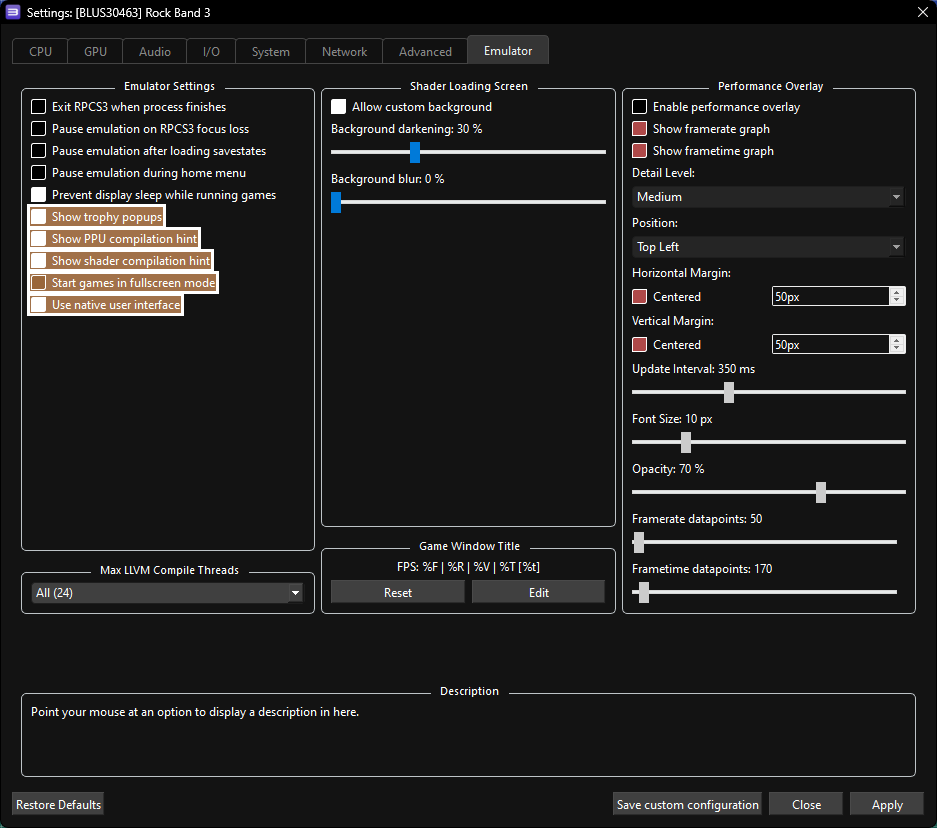 Settings: [BLUS30463] Rock Band 3
CPU GPU Audio I/O System Network Advanced Emulator
Emulator Settings
Exit RPCS3 when process finishes
Pause emulation on RPCS3 focus loss
Pause emulation after loading savestates
Pause emulation during home menu
Prevent display sleep while running games
Show trophy popups
Show PPU compilation hint
Show shader compilation hint
Start games in fullscreen mode
Use native user interface
Max LLVM Compile Threads
All (24)
Shader Loading Screen
Allow custom background
Background darkening: 30 %
Background blur: 0 %
Game Window Title
FPS: %F | %R | %V | %T [%t]
Reset Edit
Performance Overlay
Enable performance overlay
Show framerate graph
Show frametime graph
Detail Level:
Medium
Position:
Top Left
Horizontal Margin:
Centered 50px
Vertical Margin:
Centered 50px
Update Interval: 350 ms
Font Size: 10 px
Opacity: 70 %
Framerate datapoints: 50
Frametime datapoints: 170
Description
Point your mouse at an option to display a description in here.
Restore Defaults Save custom configuration Close Apply